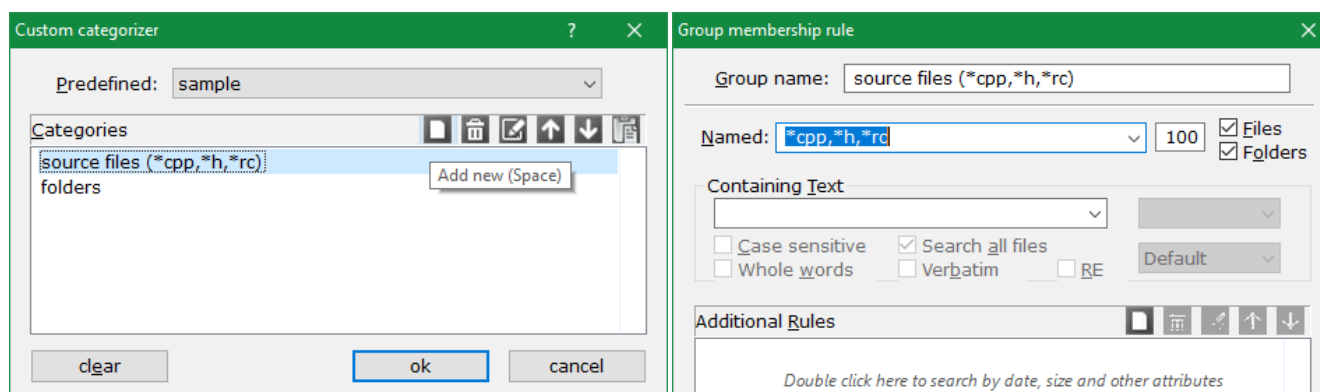 Custom categorizer ?
Predefined: sample
Categories
source files (*cpp,*h,*rc)
Add new (Space)
folders
clear ok cancel
Group membership rule
Group name: source files (*cpp,*h,*rc)
Named: *cpp,*h,*rc 100 Files
Folders
Containing Text
Case sensitive Search all files
Whole words Verbatim RE Default
Additional Rules
Double click here to search by date, size and other attributes